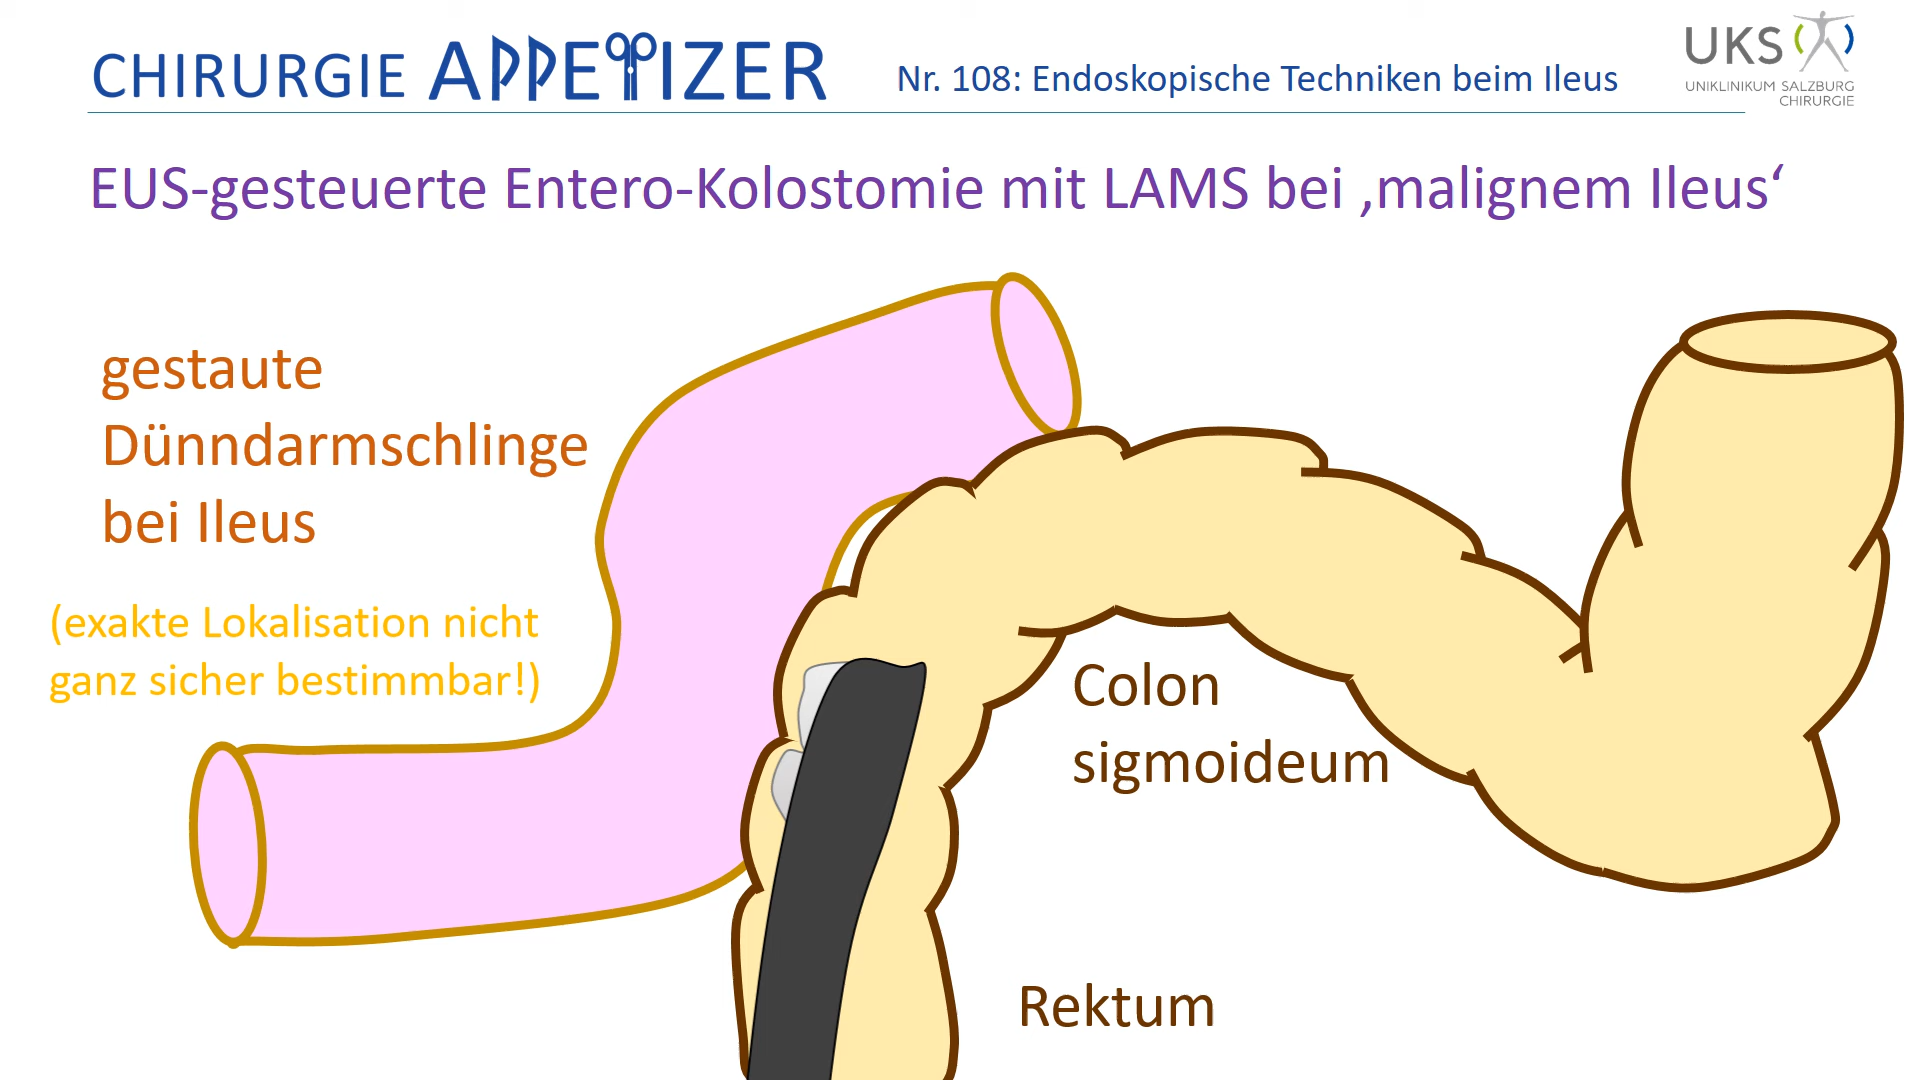 CHIRURGIE APPETIZER
Nr. 108: Endoskopische Techniken beim Ileus
UKS
UNIKLINIKUM SALZBURG
CHIRURGIE
EUS-gesteuerte Entero-Kolostomie mit LAMS bei ‚malignem Ileus‘
gestaute
Dünndarmschlinge
bei Ileus
(exakte Lokalisation nicht
ganz sicher bestimmbar!)
Colon
sigmoideum
Rektum